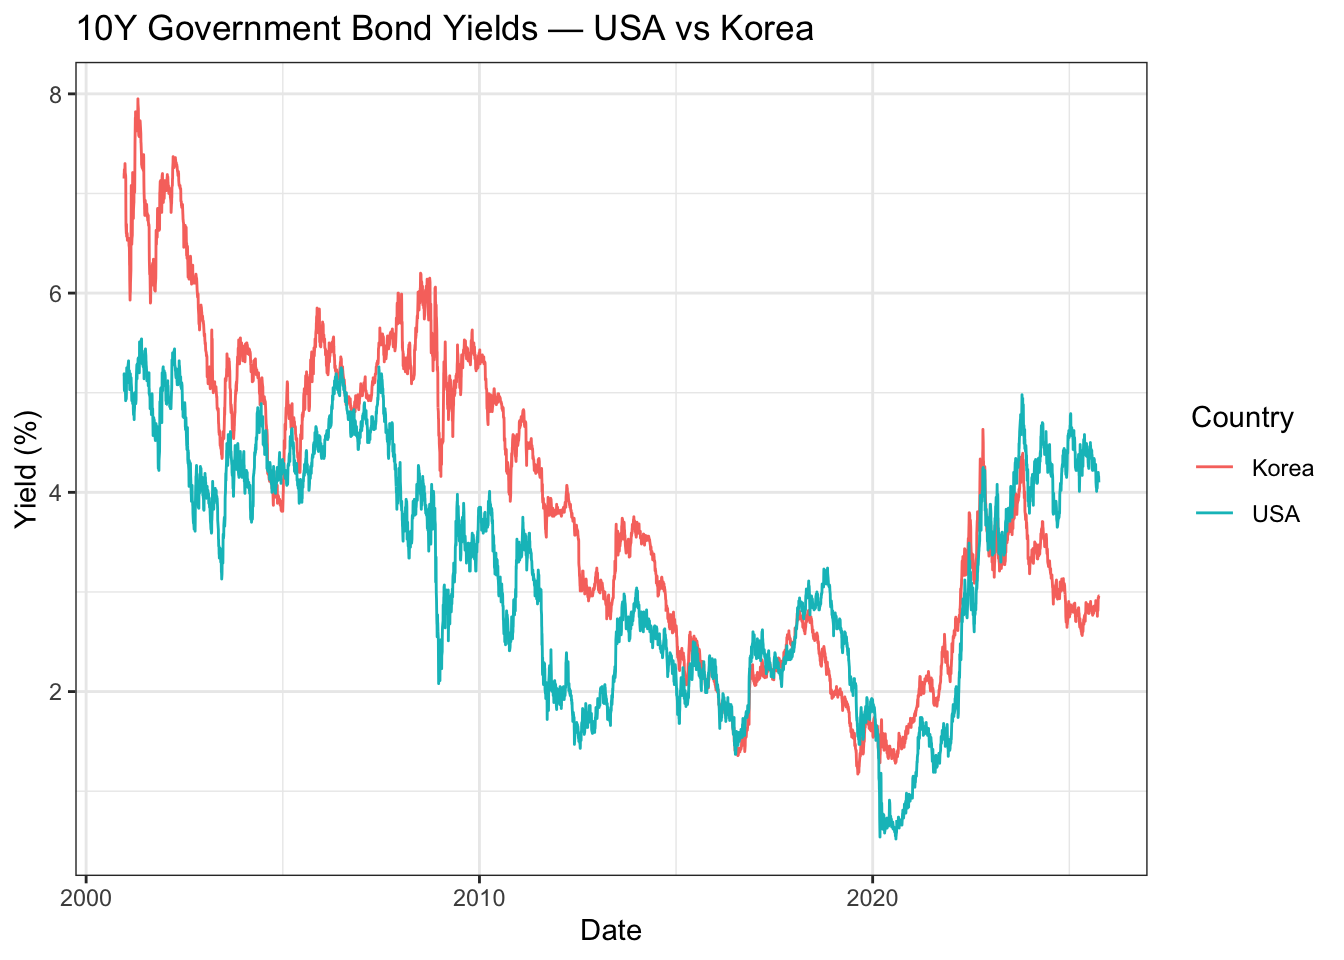 10Y Government Bond Yields — USA vs Korea
8
6
4
2
Yield (%)
2000
2010
2020
Date
Country
Korea
USA